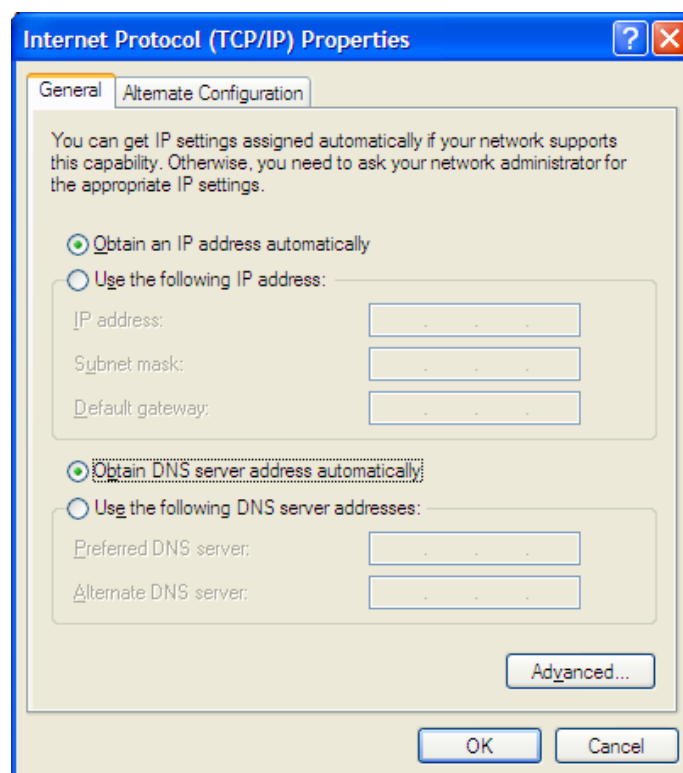 Internet Protocol (TCP/IP) Properties
General
Alternate Configuration
You can get IP settings assigned automatically if your network supports
this capability. Otherwise, you need to ask your network administrator for
the appropriate IP settings.
Obtain an IP address automatically
Use the following IP address:
IP address:
Subnet mask:
Default gateway:
Obtain DNS server address automatically
Use the following DNS server addresses:
Preferred DNS server:
Alternate DNS server:
Advanced...
OK
Cancel